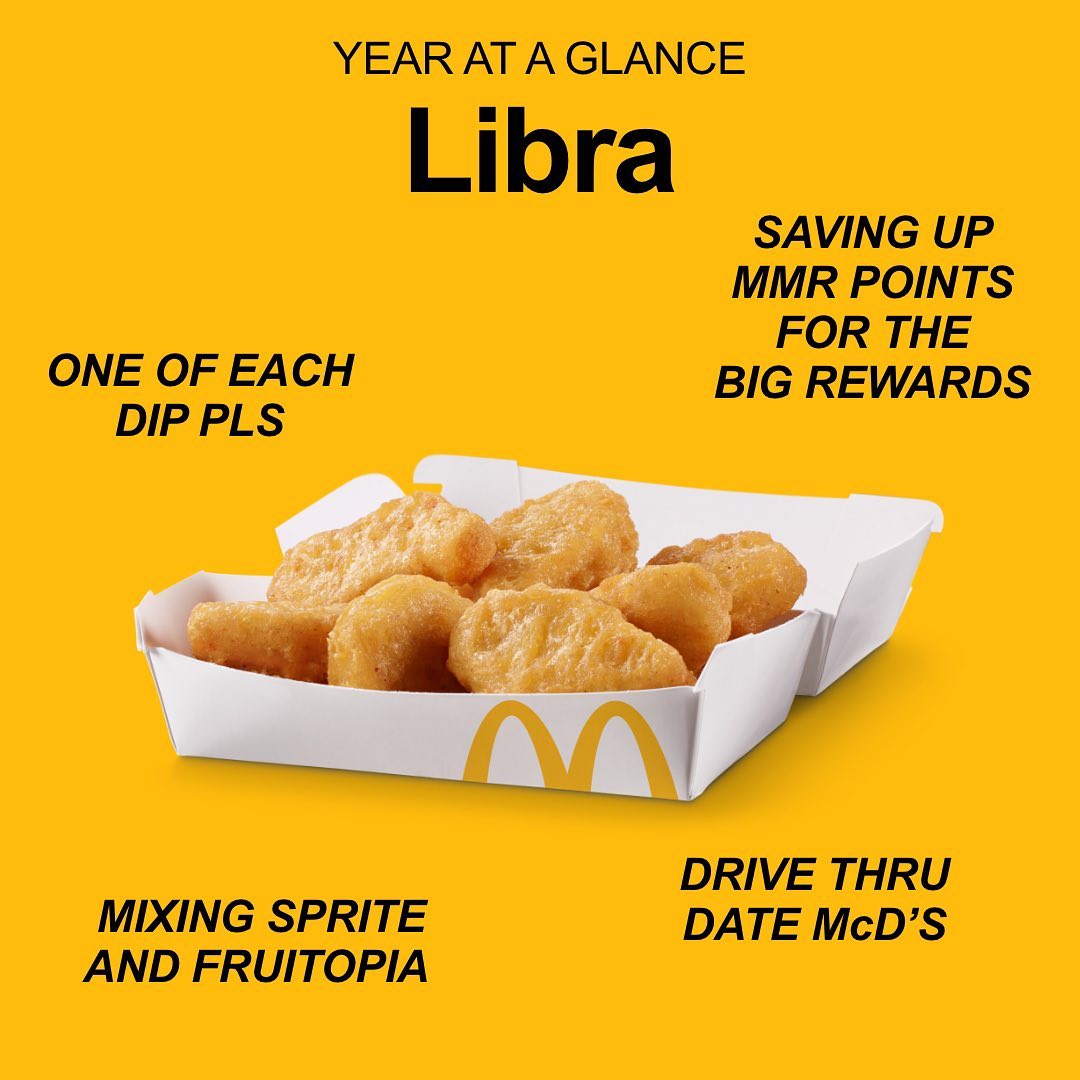 YEAR AT A GLANCE
Libra
SAVING UP
MMR POINTS
FOR THE
BIG REWARDS
ONE OF EACH
DIP PLS
MIXING SPRITE
AND FRUITOPIA
DRIVE THRU
DATE McD’S